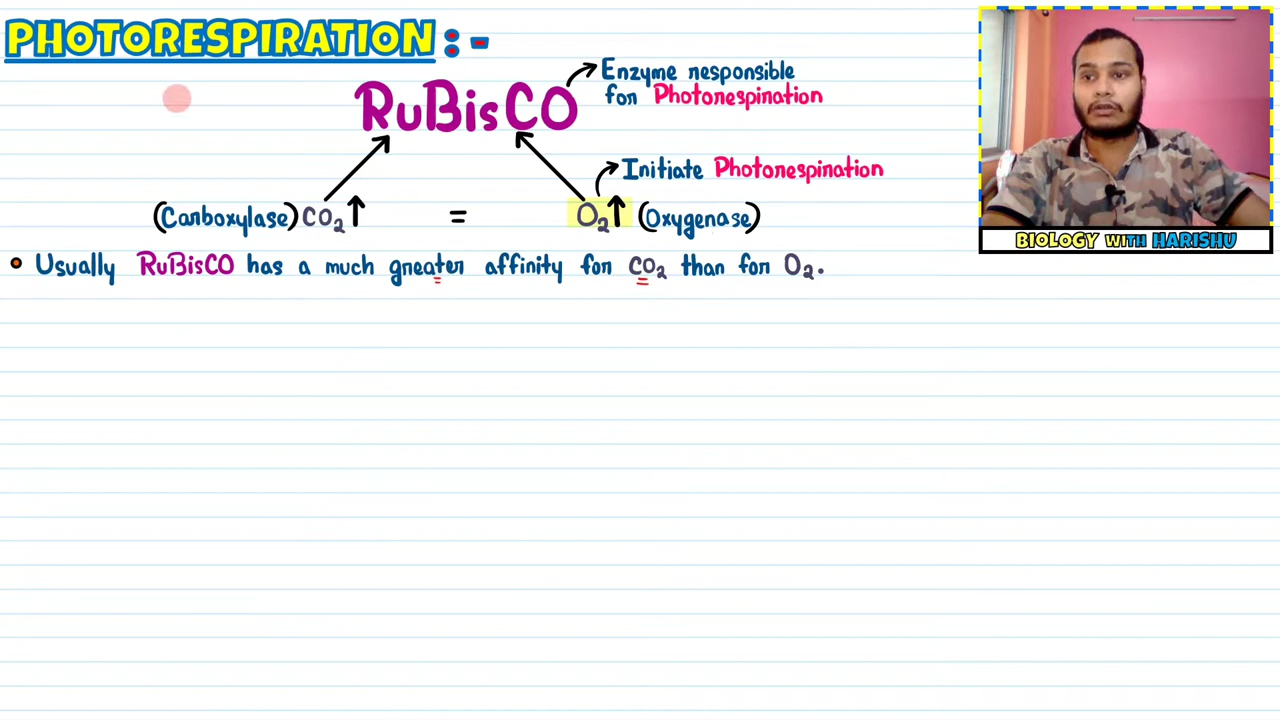 PHOTORESPIRATION :-
RuBisCO
Enzyme responsible
for Photorespiration
Initiate Photorespiration
(Carboxylase) CO₂↑ = O₂↑ (Oxygenase)
• Usually RuBisCO has a much greater affinity for CO₂ than for O₂.
BIOLOGY WITH HARISHU